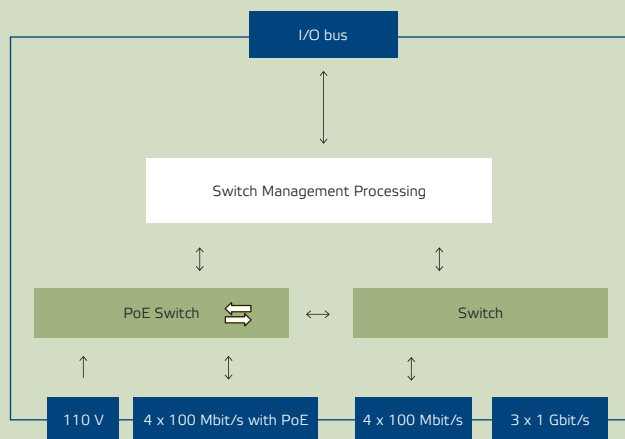 I/O bus
Switch Management Processing
PoE Switch
Switch
110 V
4 x 100 Mbit/s with PoE
4 x 100 Mbit/s
3 x 1 Gbit/s